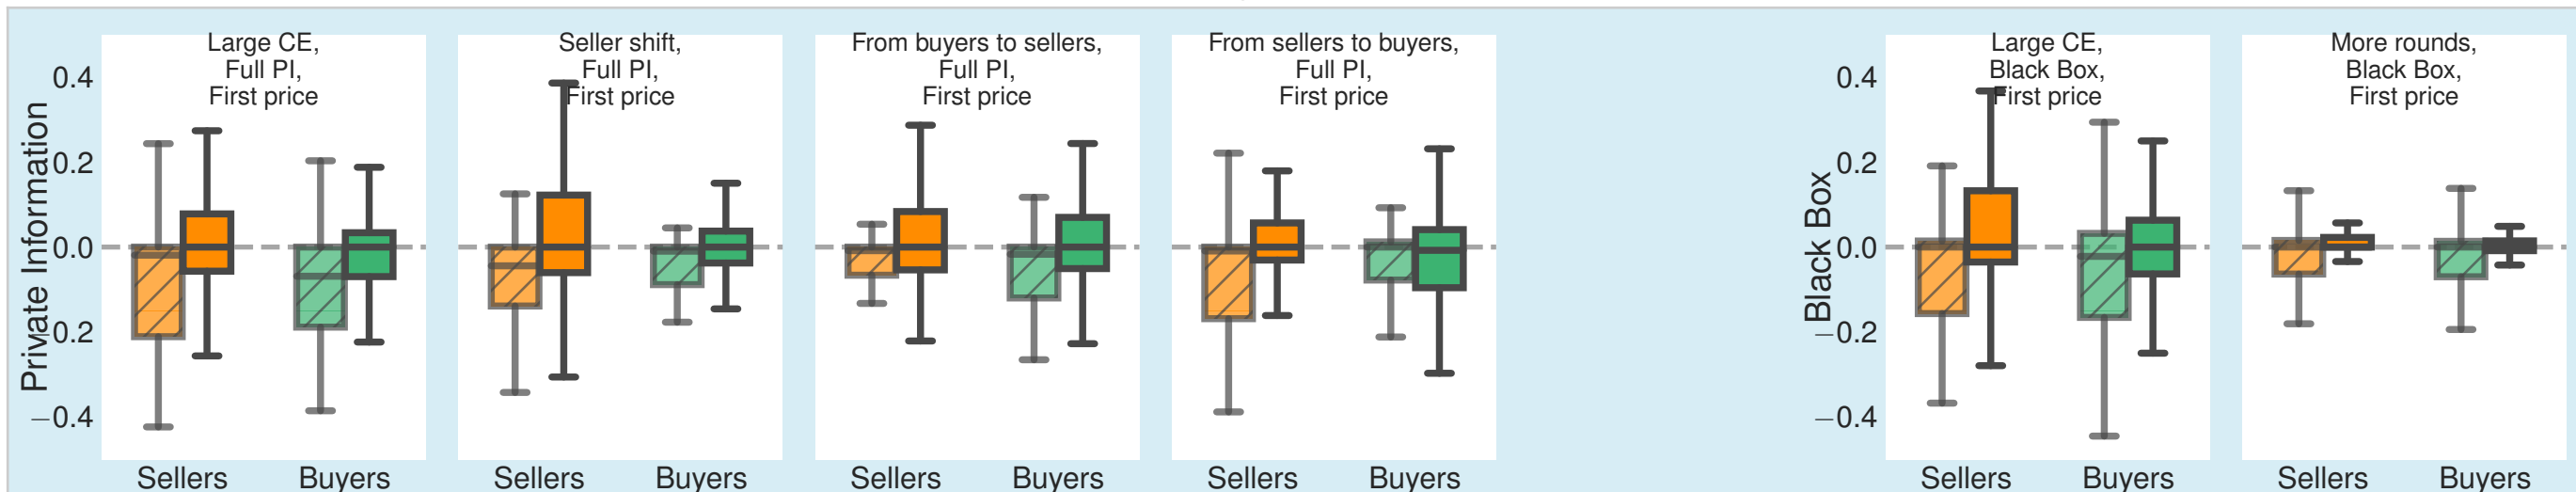 Private Information
0.4
0.2
0.0
−0.2
−0.4
Large CE,
Full PI,
First price
Sellers Buyers
Seller shift,
Full PI,
First price
Sellers Buyers
From buyers to sellers,
Full PI,
First price
Sellers Buyers
From sellers to buyers,
Full PI,
First price
Sellers Buyers
Black Box
0.4
0.2
0.0
−0.2
−0.4
Large CE,
Black Box,
First price
Sellers Buyers
More rounds,
Black Box,
First price
Sellers Buyers